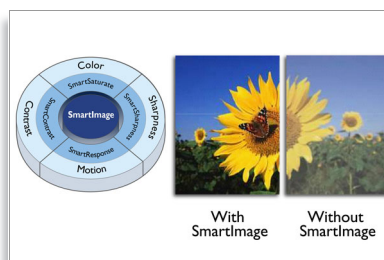 Color
SmartSaturate
Contrast
SmartContrast
SmartImage
SmartSharpness
Sharpness
SmartResponse
Motion
With
SmartImage
Without
SmartImage